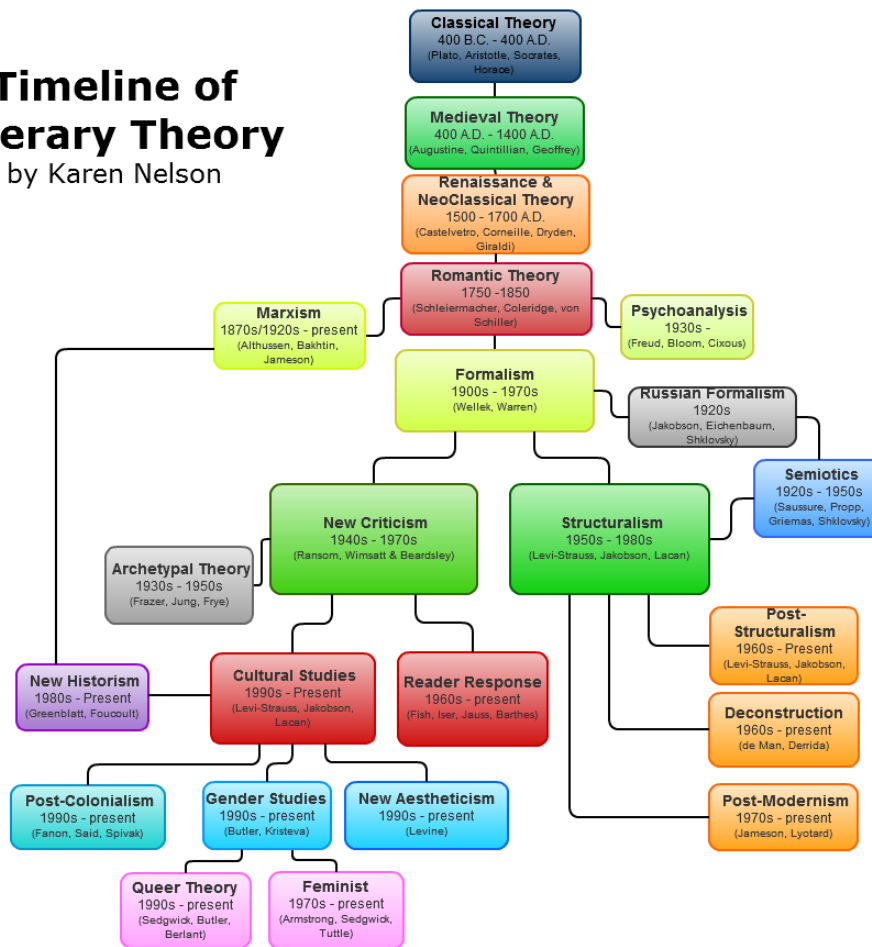 Classical Theory
400 B.C. - 400 A.D.
(Plato, Aristotle, Socrates,
Horace)
Timeline of
erary Theory
by Karen Nelson
Medieval Theory
400 A.D. - 1400 A.D.
(Augustine, Quintillian, Geoffrey)
Renaissance &
NeoClassical Theory
1500 - 1700 A.D.
(Castelvetro, Corneille, Dryden,
Giraldi)
Romantic Theory
1750 -1850
(Schleiermacher, Coleridge, von
Schiller)
Marxism
1870s/1920s - present
(Althussen, Bakhtin,
Jameson)
Psychoanalysis
1930s -
(Freud, Bloom, Cixous)
Formalism
1900s - 1970s
(Wellek, Warren)
Russian Formalism
1920s
(Jakobson, Eichenbaum,
Shklovsky)
Semiotics
1920s - 1950s
(Saussure, Propp,
Griemas, Shklovsky)
New Criticism
1940s - 1970s
(Ransom, Wimsatt & Beardsley)
Structuralism
1950s - 1980s
(Levi-Strauss, Jakobson, Lacan)
Archetypal Theory
1930s - 1950s
(Frazer, Jung, Frye)
Post-
Structuralism
1960s - Present
(Levi-Strauss, Jakobson,
Lacan)
New Historism
1980s - Present
(Greenblatt, Foucoult)
Cultural Studies
1990s - Present
(Levi-Strauss, Jakobson,
Lacan)
Reader Response
1960s - present
(Fish, Iser, Jauss, Barthes)
Deconstruction
1960s - present
(de Man, Derrida)
Post-Colonialism
1990s - present
(Fanon, Said, Spivak)
Gender Studies
1990s - present
(Butler, Kristeva)
New Aestheticism
1990s - present
(Levine)
Post-Modernism
1970s - present
(Jameson, Lyotard)
Queer Theory
1990s - present
(Sedgwick, Butler,
Berlant)
Feminist
1970s - present
(Armstrong, Sedgwick,
Tuttle)